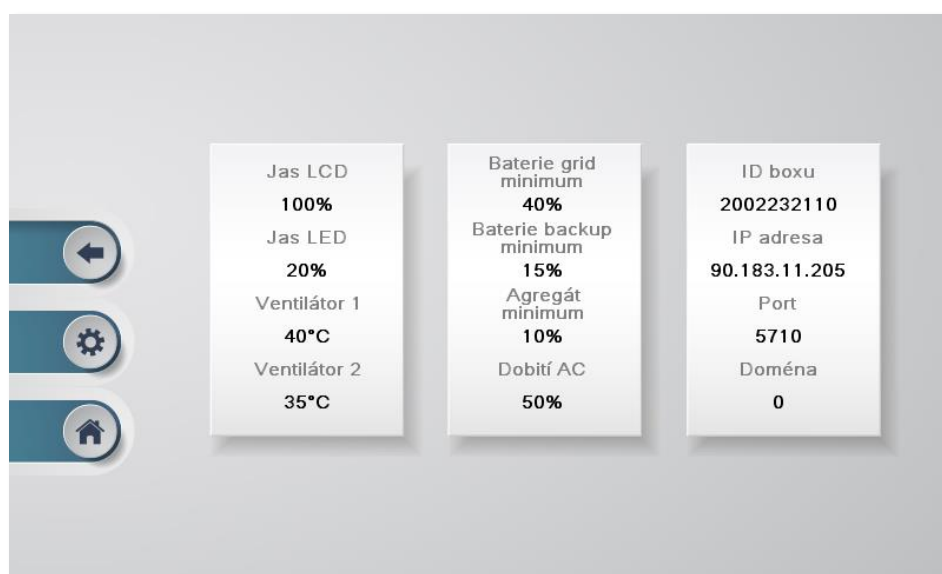 Jas LCD
100%
Jas LED
20%
Ventilátor 1
40°C
Ventilátor 2
35°C
Baterie grid
minimum
40%
Baterie backup
minimum
15%
Agregát
minimum
10%
Dobití AC
50%
ID boxu
2002232110
IP adresa
90.183.11.205
Port
5710
Doména
0